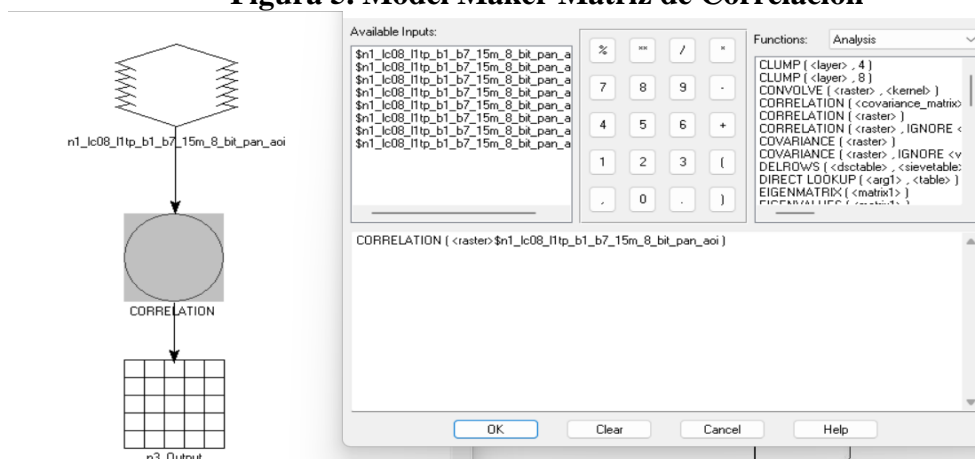 Figura 5. Model Maker Matriz de Correlación
n1_lc08_l1tp_b1_b7_15m_8_bit_pan_aoi
CORRELATION
n3_Output
Available Inputs:
$n1_lc08_l1tp_b1_b7_15m_8_bit_pan_a
$n1_lc08_l1tp_b1_b7_15m_8_bit_pan_a
$n1_lc08_l1tp_b1_b7_15m_8_bit_pan_a
$n1_lc08_l1tp_b1_b7_15m_8_bit_pan_a
$n1_lc08_l1tp_b1_b7_15m_8_bit_pan_a
$n1_lc08_l1tp_b1_b7_15m_8_bit_pan_a
$n1_lc08_l1tp_b1_b7_15m_8_bit_pan_a
$n1_lc08_l1tp_b1_b7_15m_8_bit_pan_a
% ** / *
7 8 9 -
4 5 6 +
1 2 3 (
, 0 . )
Functions: Analysis
CLUMP ( <layer> , 4 )
CLUMP ( <layer> , 8 )
CONVOLVE ( <raster> , <kernel> )
CORRELATION ( <covariance_matrix>
CORRELATION ( <raster> )
CORRELATION ( <raster> , IGNORE <
COVARIANCE ( <raster> )
COVARIANCE ( <raster> , IGNORE <v
DELROWS ( <dsctable> , <sievetable>
DIRECT LOOKUP ( <arg1> , <table> )
EIGENMATRIX ( <matrix1> )
EIGENVALUES ( <matrix1> )
CORRELATION ( <raster>$n1_lc08_l1tp_b1_b7_15m_8_bit_pan_aoi )
OK Clear Cancel Help